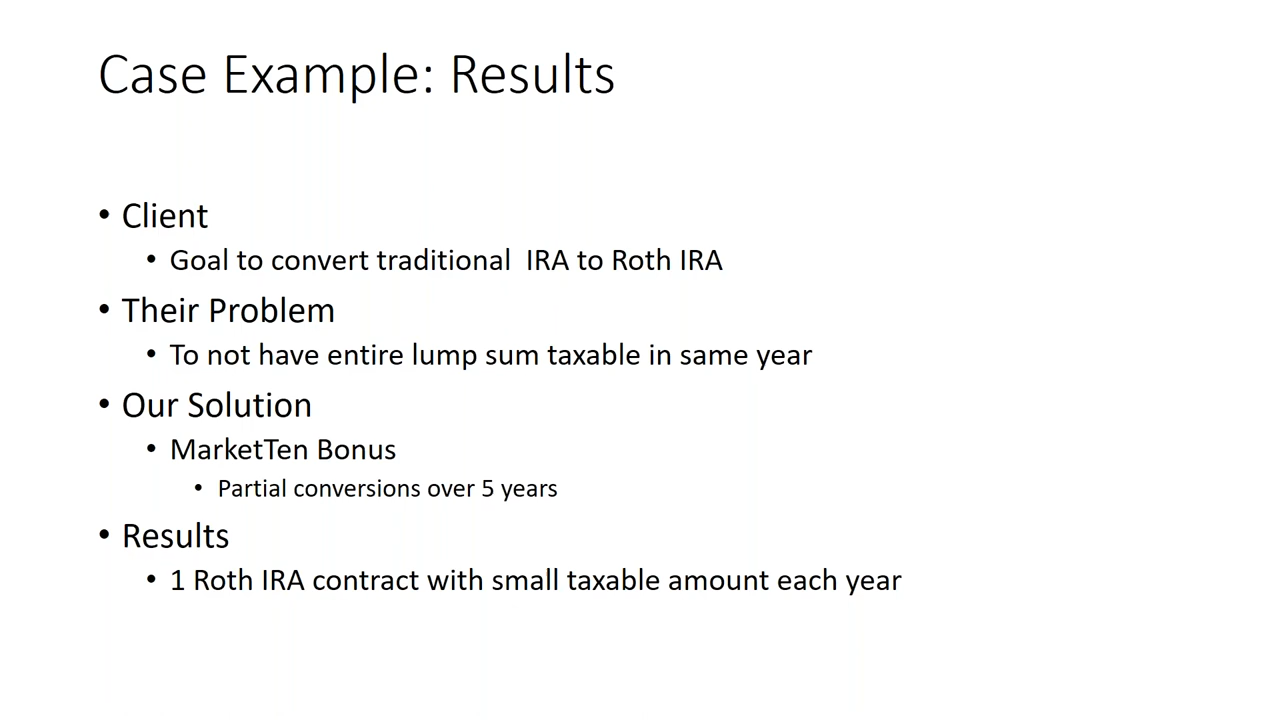 Case Example: Results
• Client
• Goal to convert traditional  IRA to Roth IRA
• Their Problem
• To not have entire lump sum taxable in same year
• Our Solution
• MarketTen Bonus
• Partial conversions over 5 years
• Results
• 1 Roth IRA contract with small taxable amount each year